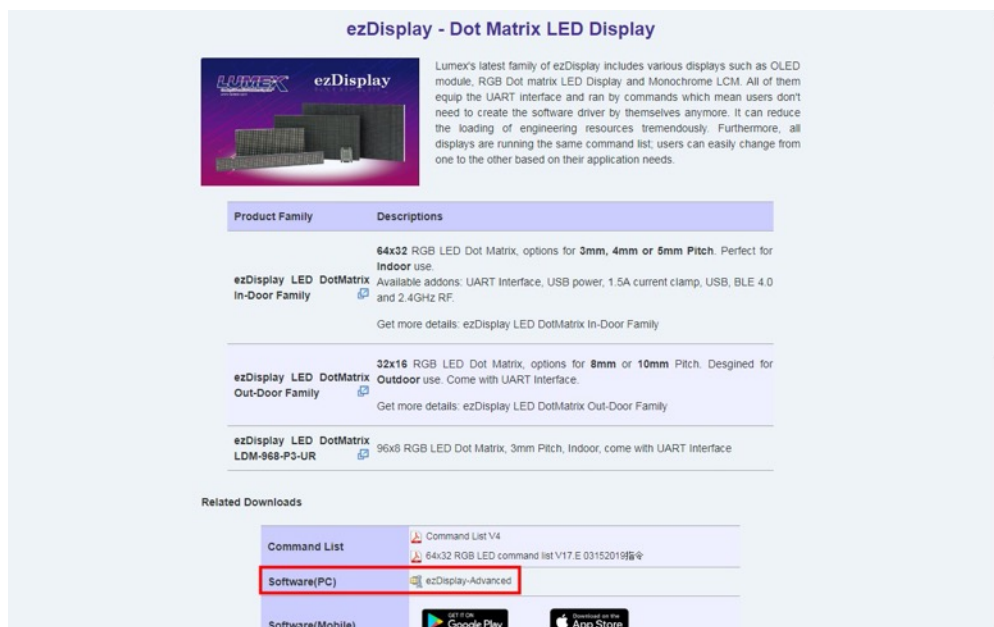 ezDisplay - Dot Matrix LED Display
LUMEX ezDisplay
Lumex's latest family of ezDisplay includes various displays such as OLED
module, RGB Dot matrix LED Display and Monochrome LCM. All of them
equip the UART interface and ran by commands which mean users don't
need to create the software driver by themselves anymore. It can reduce
the loading of engineering resources tremendously. Furthermore, all
displays are running the same command list; users can easily change from
one to the other based on their application needs.
Product Family Descriptions
ezDisplay LED DotMatrix
In-Door Family
64x32 RGB LED Dot Matrix, options for 3mm, 4mm or 5mm Pitch. Perfect for
Indoor use.
Available addons: UART Interface, USB power, 1.5A current clamp, USB, BLE 4.0
and 2.4GHz RF.
Get more details: ezDisplay LED DotMatrix In-Door Family
ezDisplay LED DotMatrix
Out-Door Family
32x16 RGB LED Dot Matrix, options for 8mm or 10mm Pitch. Desgined for
Outdoor use. Come with UART Interface.
Get more details: ezDisplay LED DotMatrix Out-Door Family
ezDisplay LED DotMatrix
LDM-968-P3-UR
96x8 RGB LED Dot Matrix, 3mm Pitch, Indoor, come with UART Interface
Related Downloads
Command List
Command List V4
64x32 RGB LED command list V17.E 03152019指令
Software(PC) ezDisplay-Advanced
Software(Mobile)
GET IT ON
Google Play
Download on the
App Store